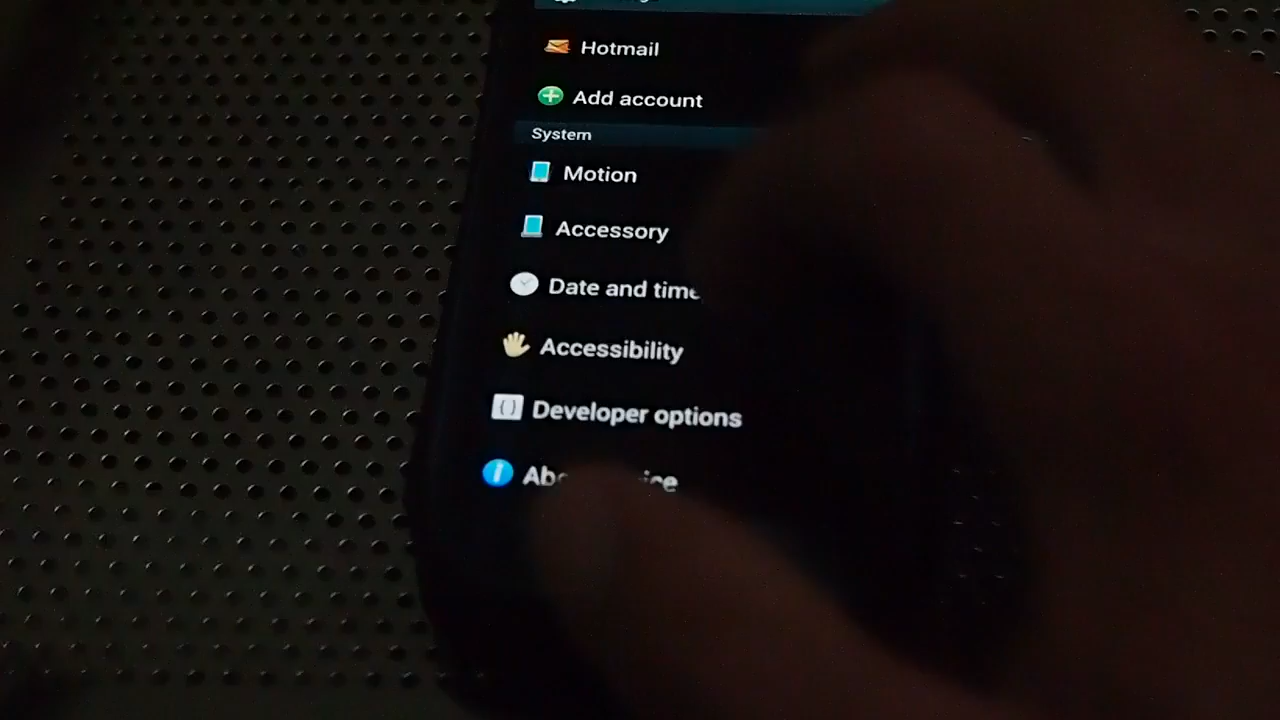 Hotmail
Add account
System
Motion
Accessory
Date and time
Accessibility
Developer options